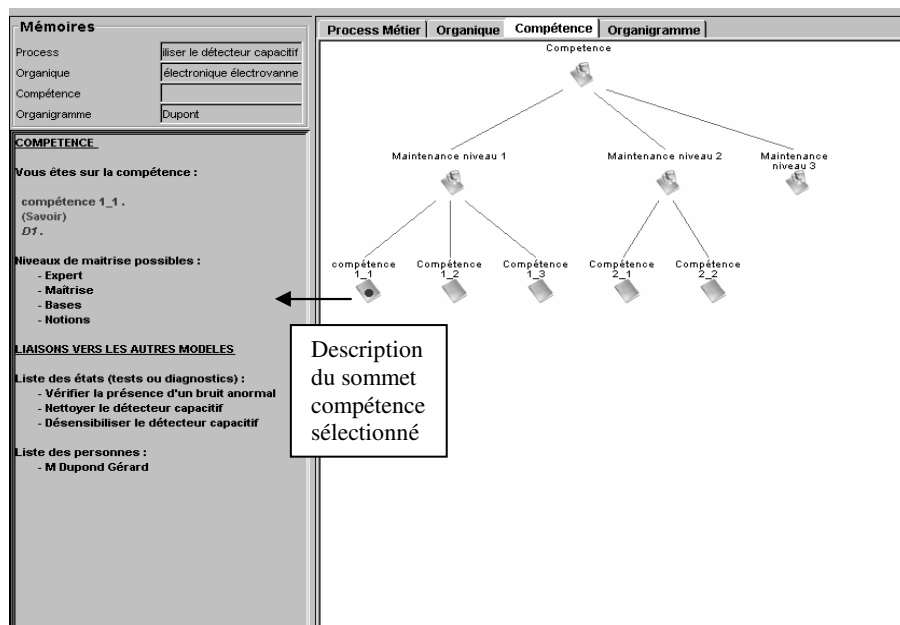 Mémoires
Process
iliser le détecteur capacitif
Organique
électronique électrovanne
Compétence
Organigramme
Dupont
COMPETENCE
Vous êtes sur la compétence :
compétence 1_1 .
(Savoir)
D1 .
Niveaux de maitrise possibles :
- Expert
- Maîtrise
- Bases
- Notions
LIAISONS VERS LES AUTRES MODELES
Liste des états (tests ou diagnostics) :
- Vérifier la présence d'un bruit anormal
- Nettoyer le détecteur capacitif
- Désensibiliser le détecteur capacitif
Liste des personnes :
- M Dupond Gérard
Process Métier
Organique
Compétence
Organigramme
Competence
Maintenance niveau 1
Maintenance niveau 2
Maintenance
niveau 3
compétence
1_1
Compétence
1_2
Compétence
1_3
Compétence
2_1
Compétence
2_2
Description
du sommet
compétence
sélectionné